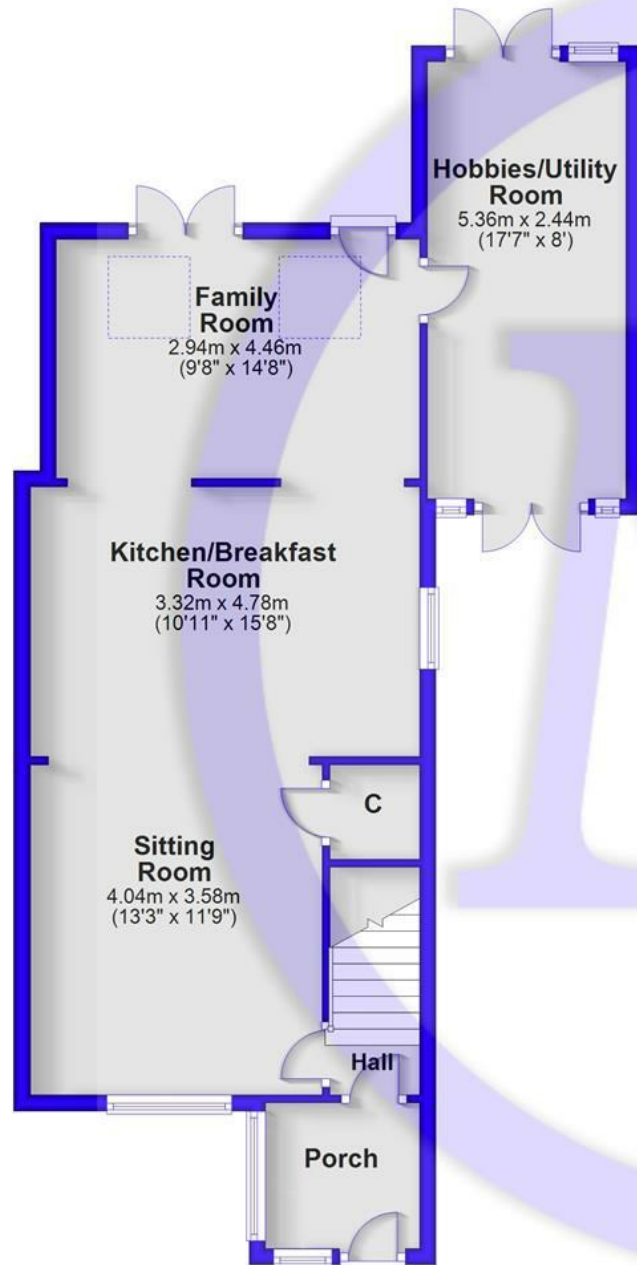 Hobbies/Utility
Room
5.36m x 2.44m
(17'7" x 8')
Family
Room
2.94m x 4.46m
(9'8" x 14'8")
Kitchen/Breakfast
Room
3.32m x 4.78m
(10'11" x 15'8")
C
Sitting
Room
4.04m x 3.58m
(13'3" x 11'9")
Hall
Porch